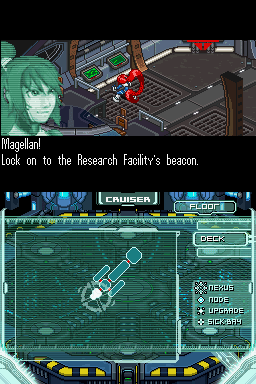 Magellan!
Lock on to the Research Facility's beacon.
CRUISER
FLOOR
DECK
NEXUS
NODE
UPGRADE
SICK BAY